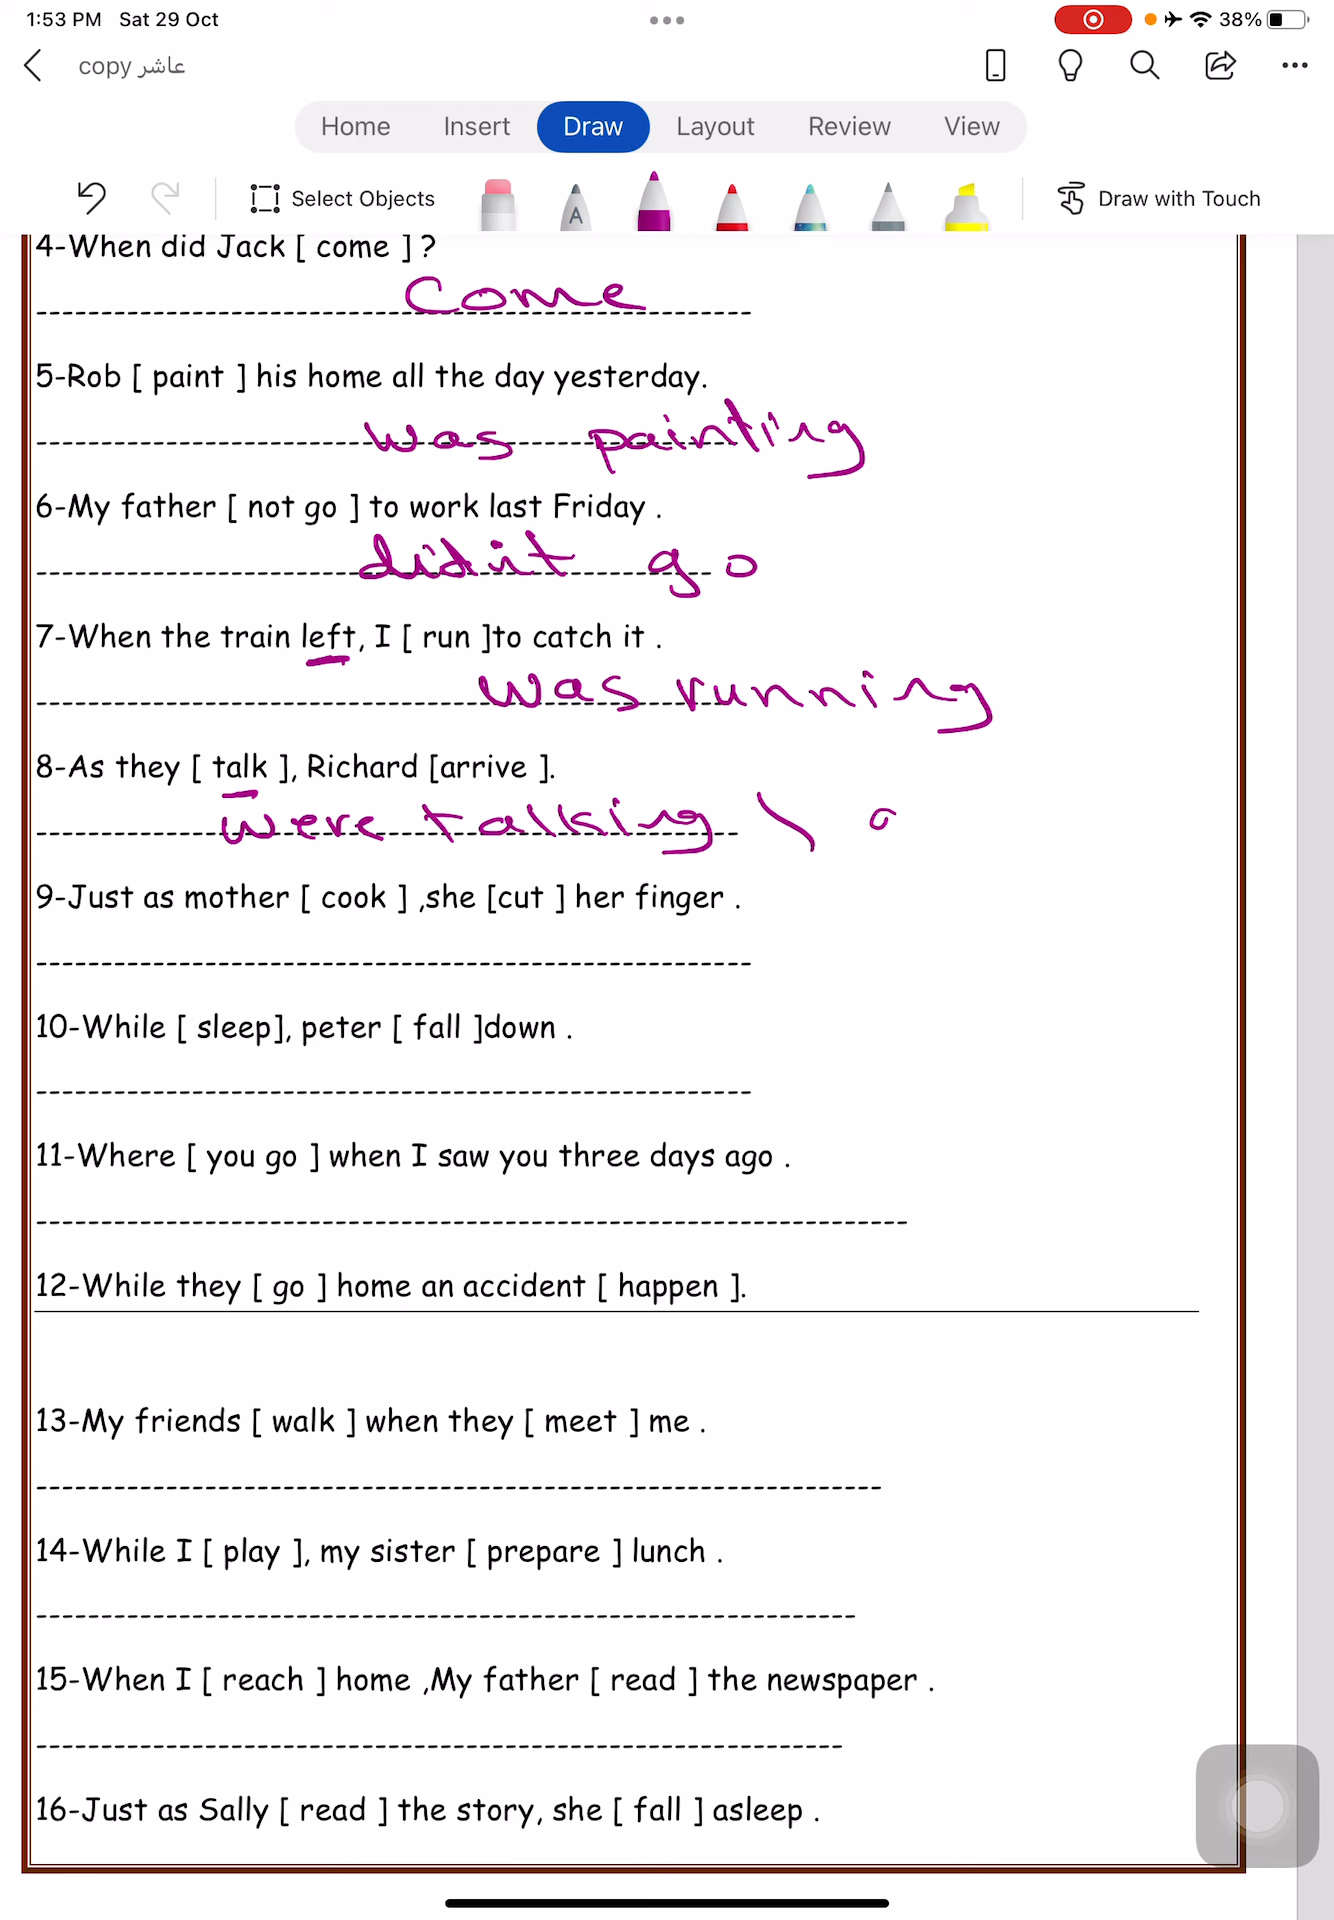 1:53 PM Sat 29 Oct
38%
copy عاشر
Home Insert Draw Layout Review View
Select Objects A Draw with Touch
4-When did Jack [ come ] ?
Come
5-Rob [ paint ] his home all the day yesterday.
was painting
6-My father [ not go ] to work last Friday .
didn't go
7-When the train left, I [ run ]to catch it .
was running
8-As they [ talk ], Richard [arrive ].
were talking \ a
9-Just as mother [ cook ] ,she [cut ] her finger .
10-While [ sleep], peter [ fall ]down .
11-Where [ you go ] when I saw you three days ago .
12-While they [ go ] home an accident [ happen ].
13-My friends [ walk ] when they [ meet ] me .
14-While I [ play ], my sister [ prepare ] lunch .
15-When I [ reach ] home ,My father [ read ] the newspaper .
16-Just as Sally [ read ] the story, she [ fall ] asleep .